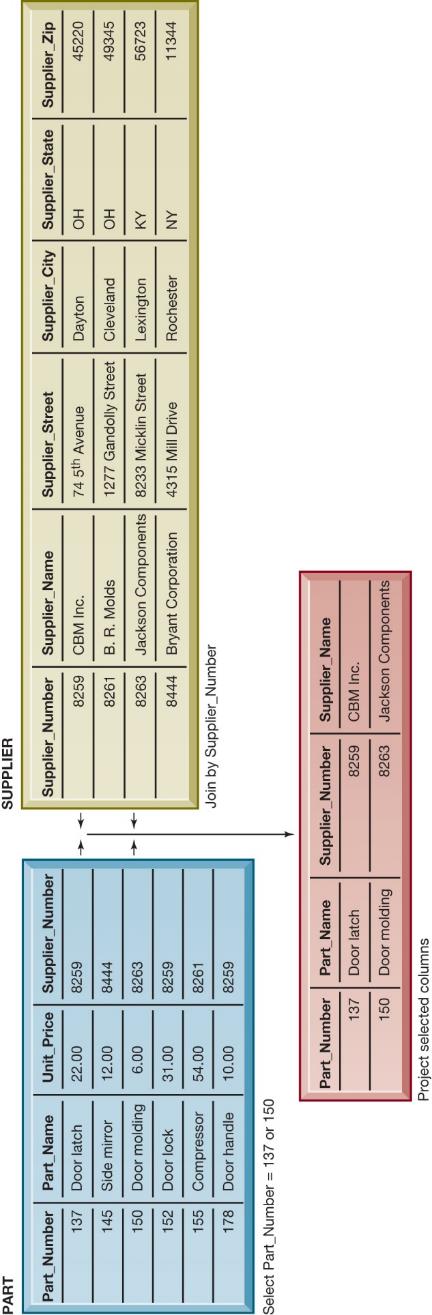 PART
Part_Number Part_Name Unit_Price Supplier_Number
137 Door latch 22.00 8259
145 Side mirror 12.00 8444
150 Door molding 6.00 8263
152 Door lock 31.00 8259
155 Compressor 54.00 8261
178 Door handle 10.00 8259
Select Part_Number = 137 or 150
SUPPLIER
Supplier_Number Supplier_Name Supplier_Street Supplier_City Supplier_State Supplier_Zip
8259 CBM Inc. 74 5th Avenue Dayton OH 45220
8261 B. R. Molds 1277 Gandolly Street Cleveland OH 49345
8263 Jackson Components 8233 Micklin Street Lexington KY 56723
8444 Bryant Corporation 4315 Mill Drive Rochester NY 11344
Join by Supplier_Number
Part_Number Part_Name Supplier_Number Supplier_Name
137 Door latch 8259 CBM Inc.
150 Door molding 8263 Jackson Components
Project selected columns